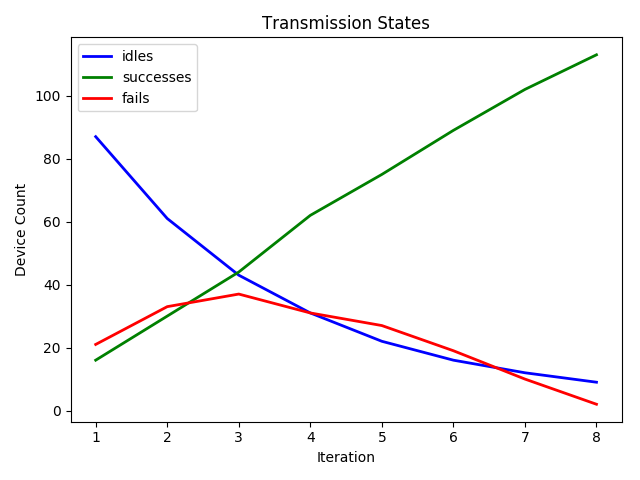 Transmission States
idles
successes
fails
Device Count
100
80
60
40
20
0
1 2 3 4 5 6 7 8
Iteration